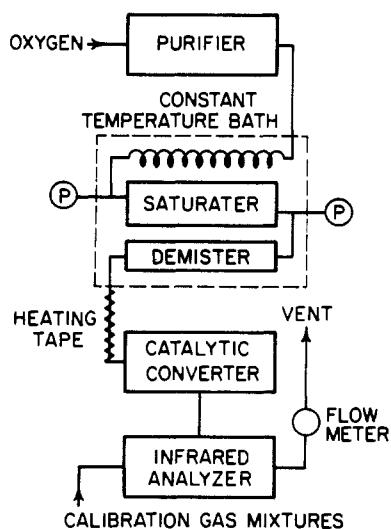 OXYGEN
PURIFIER
CONSTANT
TEMPERATURE BATH
P
SATURATER
P
DEMISTER
HEATING
TAPE
VENT
CATALYTIC
CONVERTER
FLOW
METER
INFRARED
ANALYZER
CALIBRATION GAS MIXTURES